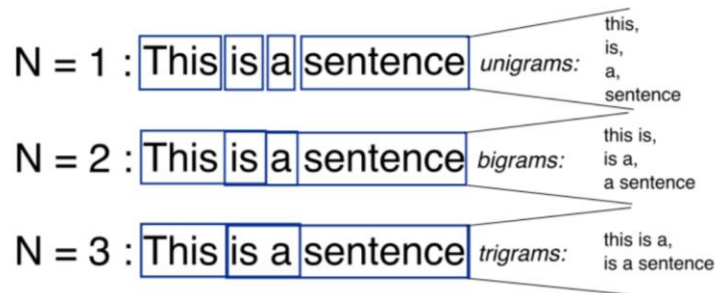 N = 1 : This is a sentence unigrams:
this,
is,
a,
sentence
N = 2 : This is a sentence bigrams:
this is,
is a,
a sentence
N = 3 : This is a sentence trigrams:
this is a,
is a sentence